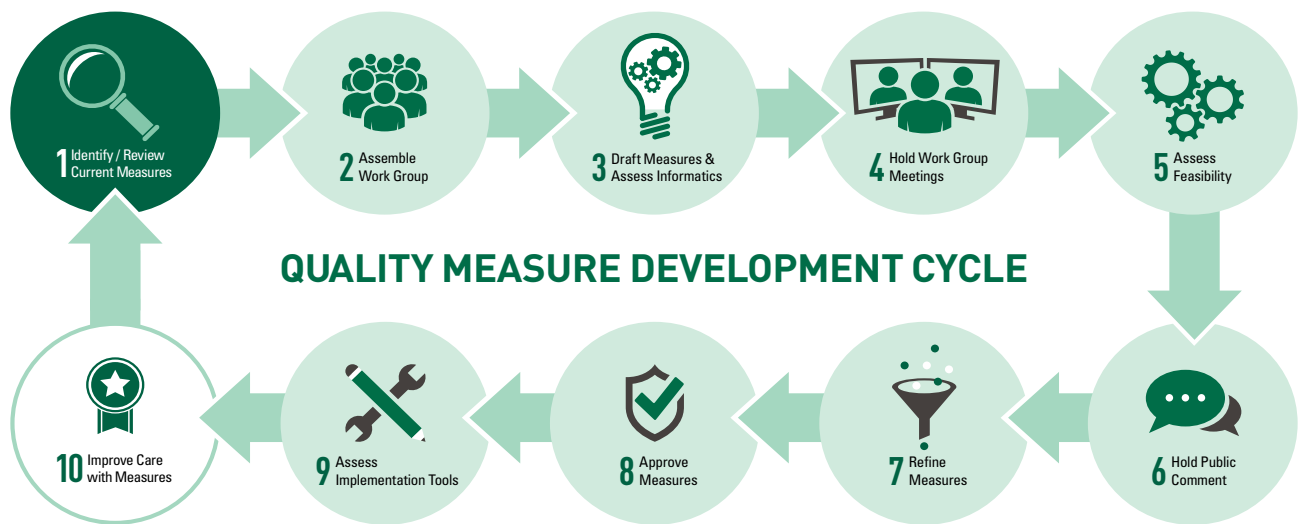 1 Identify / Review
Current Measures
2 Assemble
Work Group
3 Draft Measures &
Assess Informatics
4 Hold Work Group
Meetings
5 Assess
Feasibility
QUALITY MEASURE DEVELOPMENT CYCLE
6 Hold Public
Comment
7 Refine
Measures
8 Approve
Measures
9 Assess
Implementation Tools
10 Improve Care
with Measures